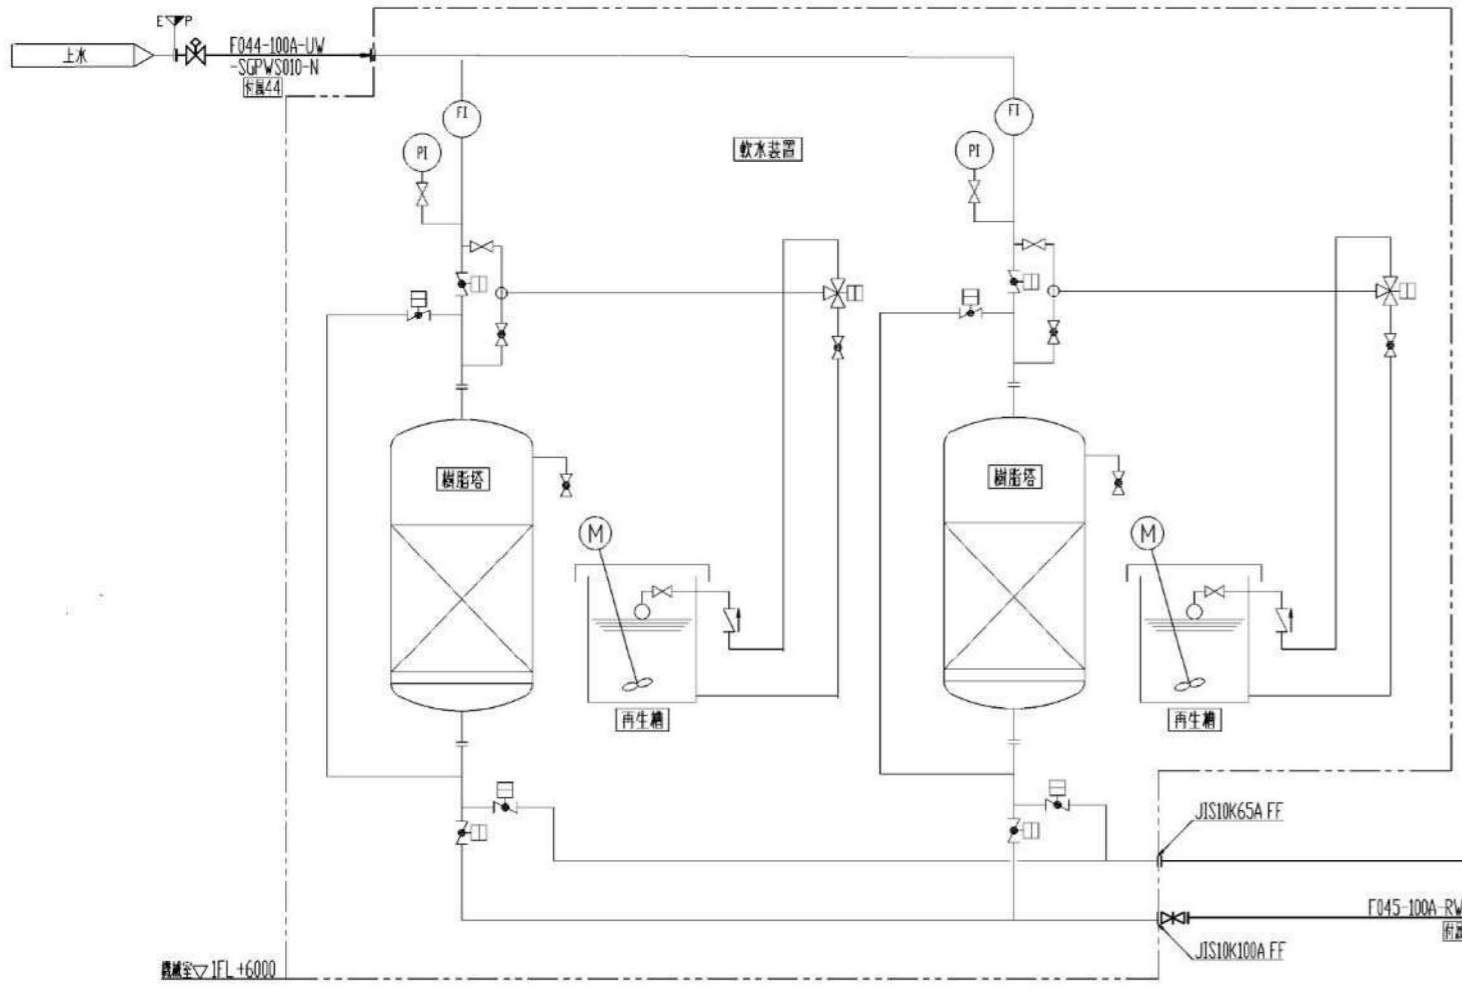 E P
上水
F044-100A-UW
-SGPWS010-N
付属44
FI
FI
PI
PI
軟水装置
樹脂塔
樹脂塔
M
M
再生槽
再生槽
JIS10K65A FF
F045-100A-RW
JIS10K100A FF
機械室▽1FL+6000